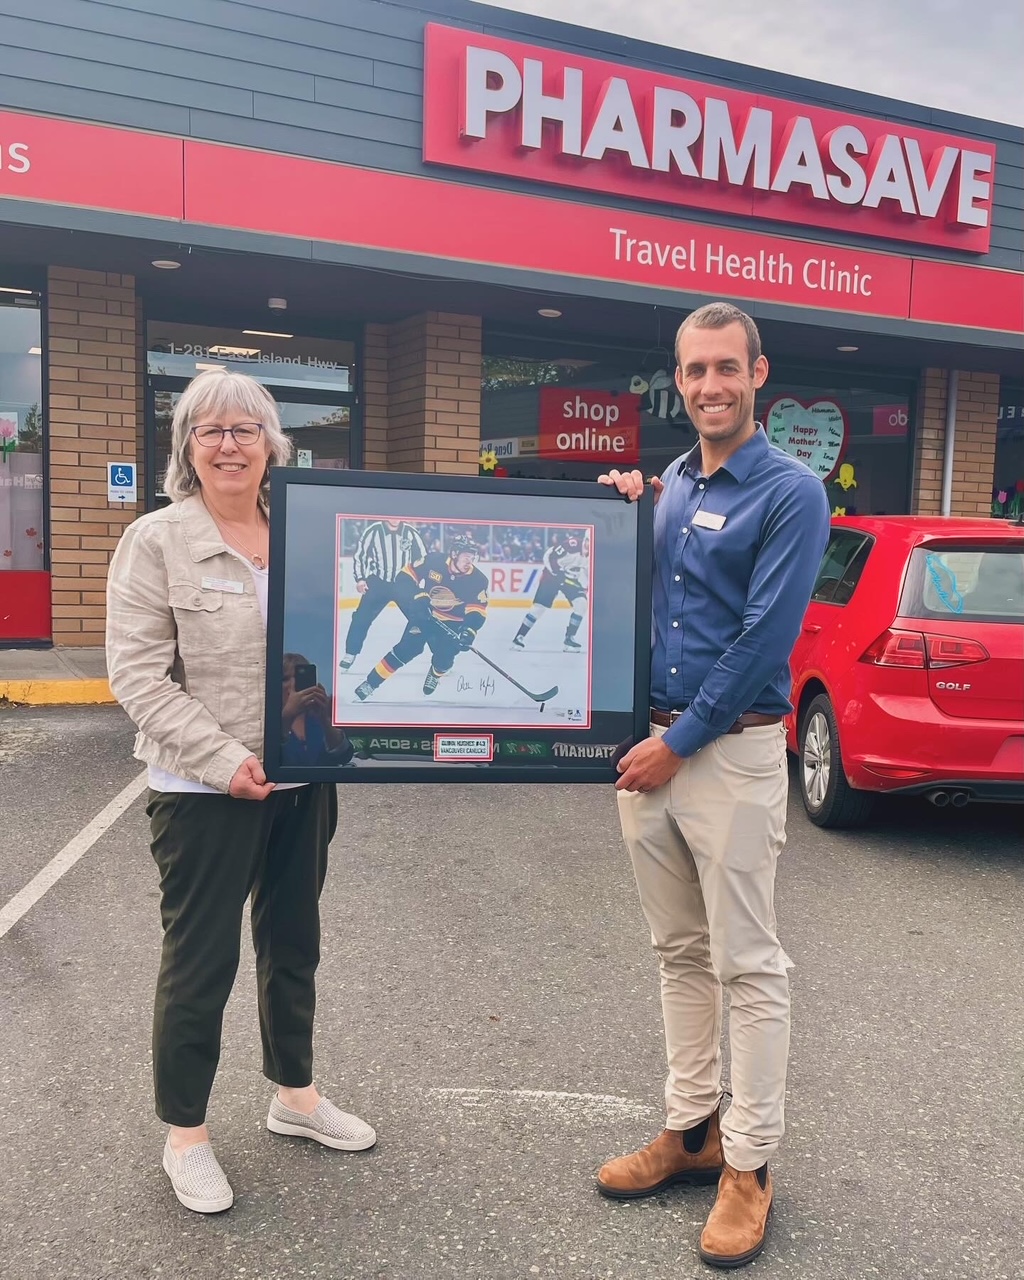 PHARMASAVE
ns
Travel Health Clinic
1-281 East Island Hwy
shop
online
Happy
Mother's
Day
QUINN HUGHES #43
VANCOUVER CANUCKS
GOLF